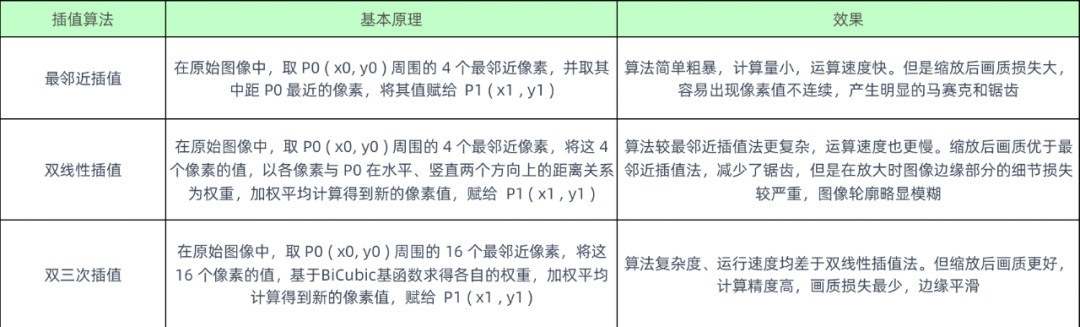 插值算法
基本原理
效果
最邻近插值
在原始图像中，取 P0 ( x0, y0 ) 周围的 4 个最邻近像素，并取其
中距 P0 最近的像素，将其值赋给 P1 ( x1 , y1 )
算法简单粗暴，计算量小，运算速度快。但是缩放后画质损失大，
容易出现像素值不连续，产生明显的马赛克和锯齿
双线性插值
在原始图像中，取 P0 ( x0, y0 ) 周围的 4 个最邻近像素，将这 4
个像素的值，以各像素与 P0 在水平、竖直两个方向上的距离关系
为权重，加权平均计算得到新的像素值，赋给 P1 ( x1 , y1 )
算法较最邻近插值法更复杂，运算速度也更慢。缩放后画质优于最
邻近插值法，减少了锯齿，但是在放大时图像边缘部分的细节损失
较严重，图像轮廓略显模糊
双三次插值
在原始图像中，取 P0 ( x0, y0 ) 周围的 16 个最邻近像素，将这
16 个像素的值，基于BiCubic基函数求得各自的权重，加权平均
计算得到新的像素值，赋给 P1 ( x1 , y1 )
算法复杂度、运行速度均差于双线性插值法。但缩放后画质更好，
计算精度高，画质损失最少，边缘平滑